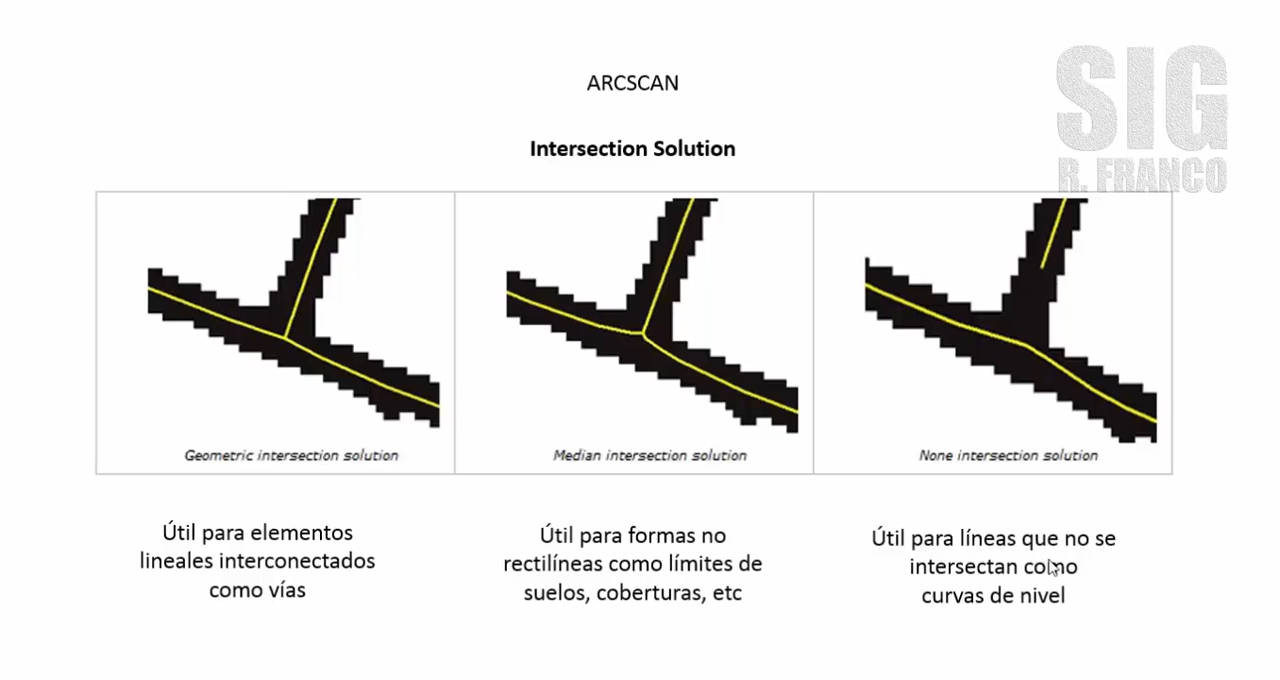 SIG
R. FRANCO
ARCSCAN
Intersection Solution
Geometric intersection solution
Median intersection solution
None intersection solution
Útil para elementos
lineales interconectados
como vías
Útil para formas no
rectilíneas como límites de
suelos, coberturas, etc
Útil para líneas que no se
intersectan como
curvas de nivel